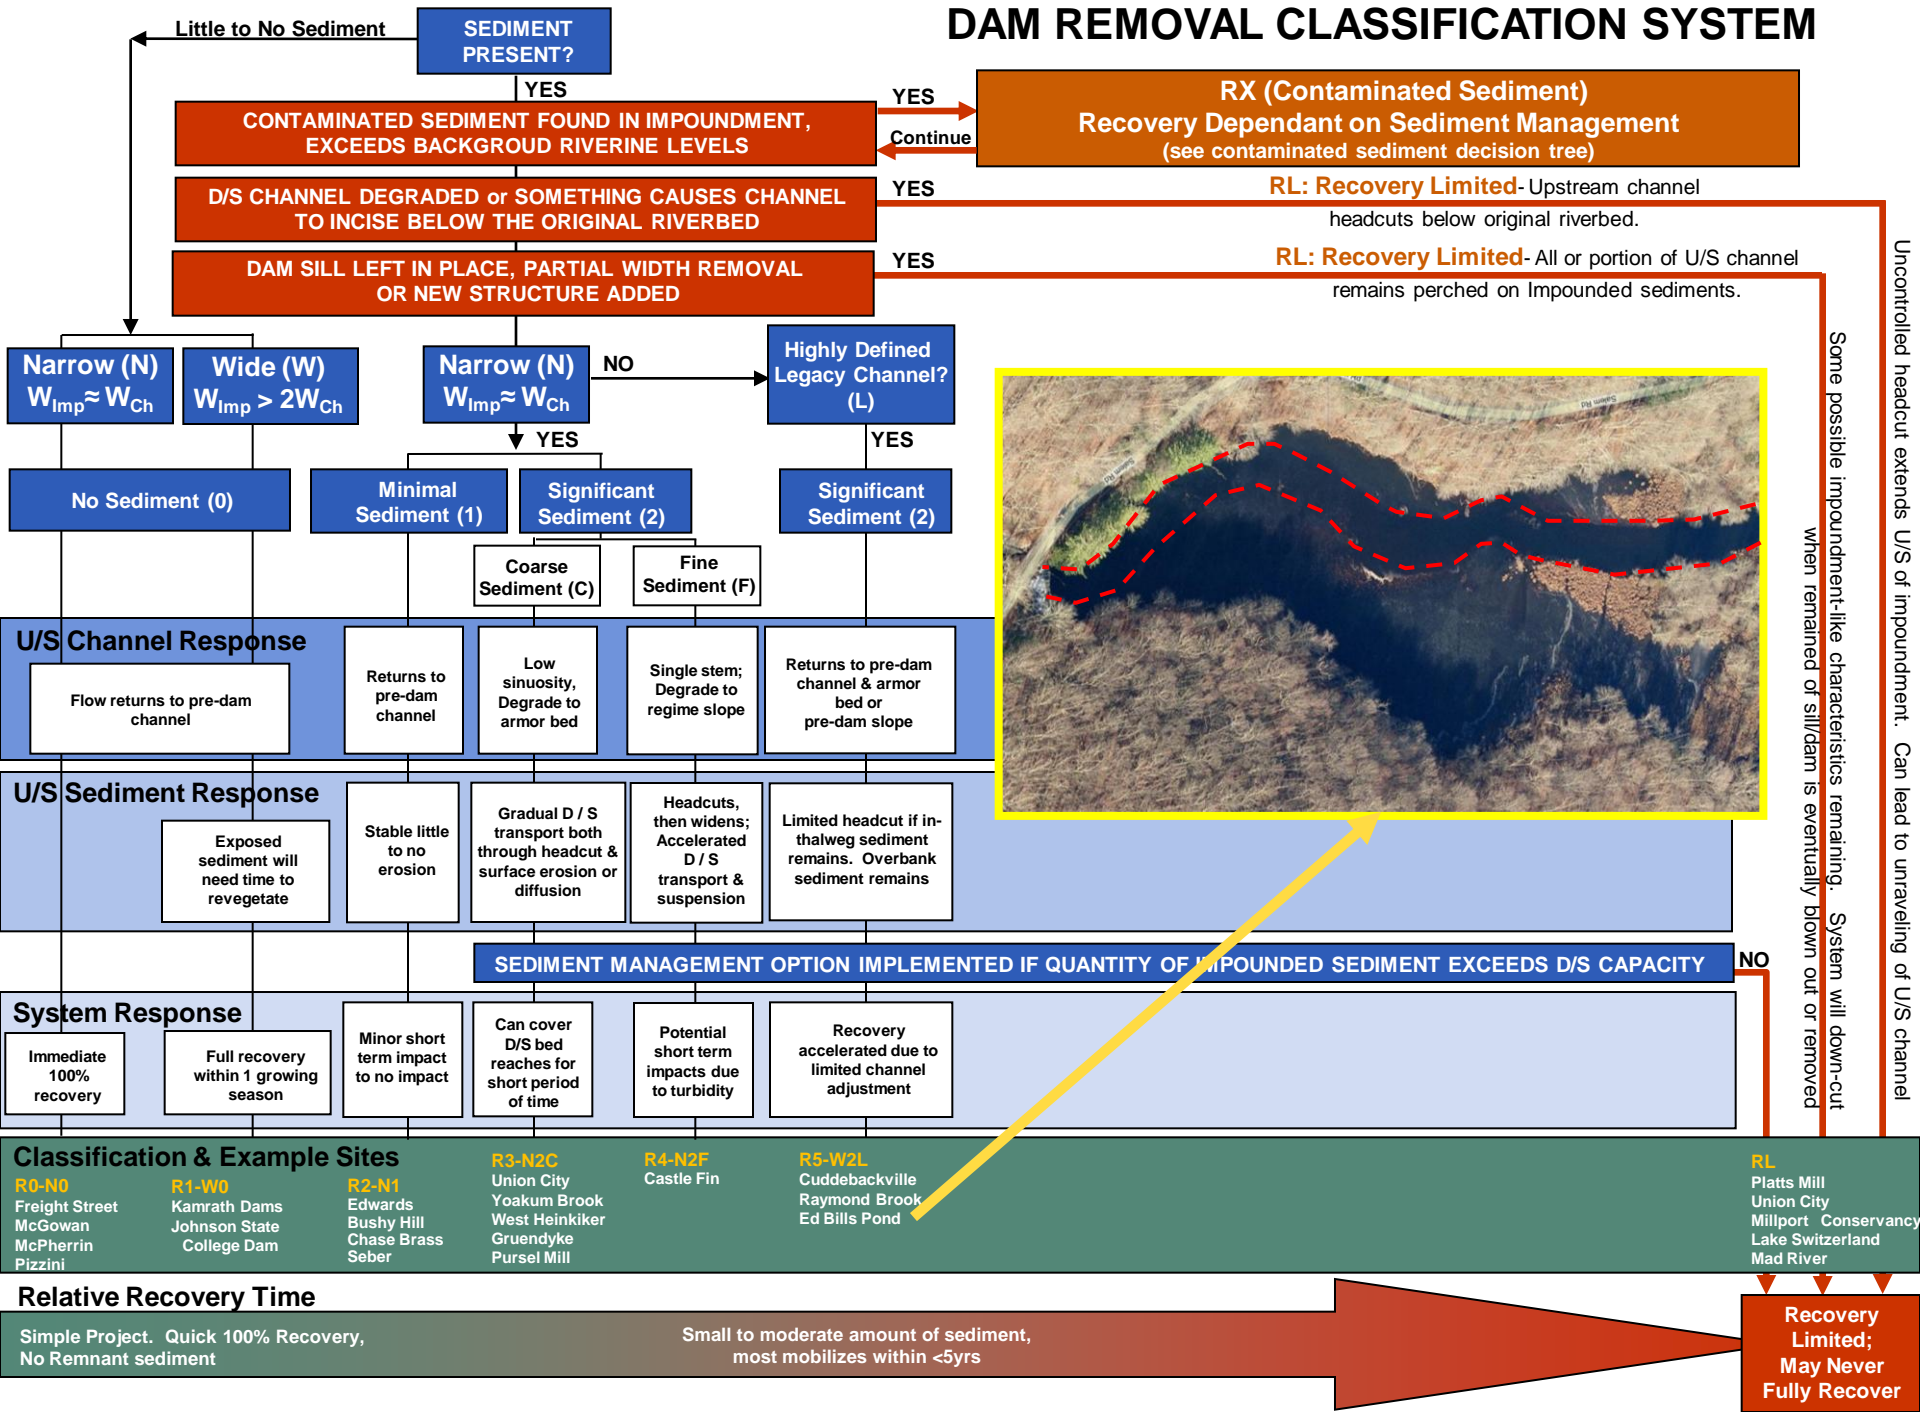 DAM REMOVAL CLASSIFICATION SYSTEM
Little to No Sediment
SEDIMENT
PRESENT?
YES
CONTAMINATED SEDIMENT FOUND IN IMPOUNDMENT,
EXCEEDS BACKGROUD RIVERINE LEVELS
YES
Continue
RX (Contaminated Sediment)
Recovery Dependant on Sediment Management
(see contaminated sediment decision tree)
D/S CHANNEL DEGRADED or SOMETHING CAUSES CHANNEL
TO INCISE BELOW THE ORIGINAL RIVERBED
YES
RL: Recovery Limited- Upstream channel
headcuts below original riverbed.
DAM SILL LEFT IN PLACE, PARTIAL WIDTH REMOVAL
OR NEW STRUCTURE ADDED
YES
RL: Recovery Limited- All or portion of U/S channel
remains perched on Impounded sediments.
Uncontrolled headcut extends U/S of impoundment. Can lead to unraveling of U/S channel
Some possible impoundment-like characteristics remaining. System will down-cut
when remained of sill/dam is eventually blown out or removed
Narrow (N)
WImp≈ WCh
Wide (W)
WImp > 2WCh
Narrow (N)
WImp≈ WCh
NO
Highly Defined
Legacy Channel?
(L)
YES
YES
No Sediment (0)
Minimal
Sediment (1)
Significant
Sediment (2)
Significant
Sediment (2)
Coarse
Sediment (C)
Fine
Sediment (F)
Salem Rd
Salem Rd
U/S Channel Response
Flow returns to pre-dam
channel
Returns to
pre-dam
channel
Low
sinuosity,
Degrade to
armor bed
Single stem;
Degrade to
regime slope
Returns to pre-dam
channel & armor
bed or
pre-dam slope
U/S Sediment Response
Exposed
sediment will
need time to
revegetate
Stable little
to no
erosion
Gradual D / S
transport both
through headcut &
surface erosion or
diffusion
Headcuts,
then widens;
Accelerated
D / S
transport &
suspension
Limited headcut if in-
thalweg sediment
remains. Overbank
sediment remains
SEDIMENT MANAGEMENT OPTION IMPLEMENTED IF QUANTITY OF IMPOUNDED SEDIMENT EXCEEDS D/S CAPACITY
NO
System Response
Immediate
100%
recovery
Full recovery
within 1 growing
season
Minor short
term impact
to no impact
Can cover
D/S bed
reaches for
short period
of time
Potential
short term
impacts due
to turbidity
Recovery
accelerated due to
limited channel
adjustment
Classification & Example Sites
R0-N0
Freight Street
McGowan
McPherrin
Pizzini
R1-W0
Kamrath Dams
Johnson State
College Dam
R2-N1
Edwards
Bushy Hill
Chase Brass
Seber
R3-N2C
Union City
Yoakum Brook
West Heinkiker
Gruendyke
Pursel Mill
R4-N2F
Castle Fin
R5-W2L
Cuddebackville
Raymond Brook
Ed Bills Pond
RL
Platts Mill
Union City
Millport Conservancy
Lake Switzerland
Mad River
Relative Recovery Time
Simple Project. Quick 100% Recovery,
No Remnant sediment
Small to moderate amount of sediment,
most mobilizes within <5yrs
Recovery
Limited;
May Never
Fully Recover